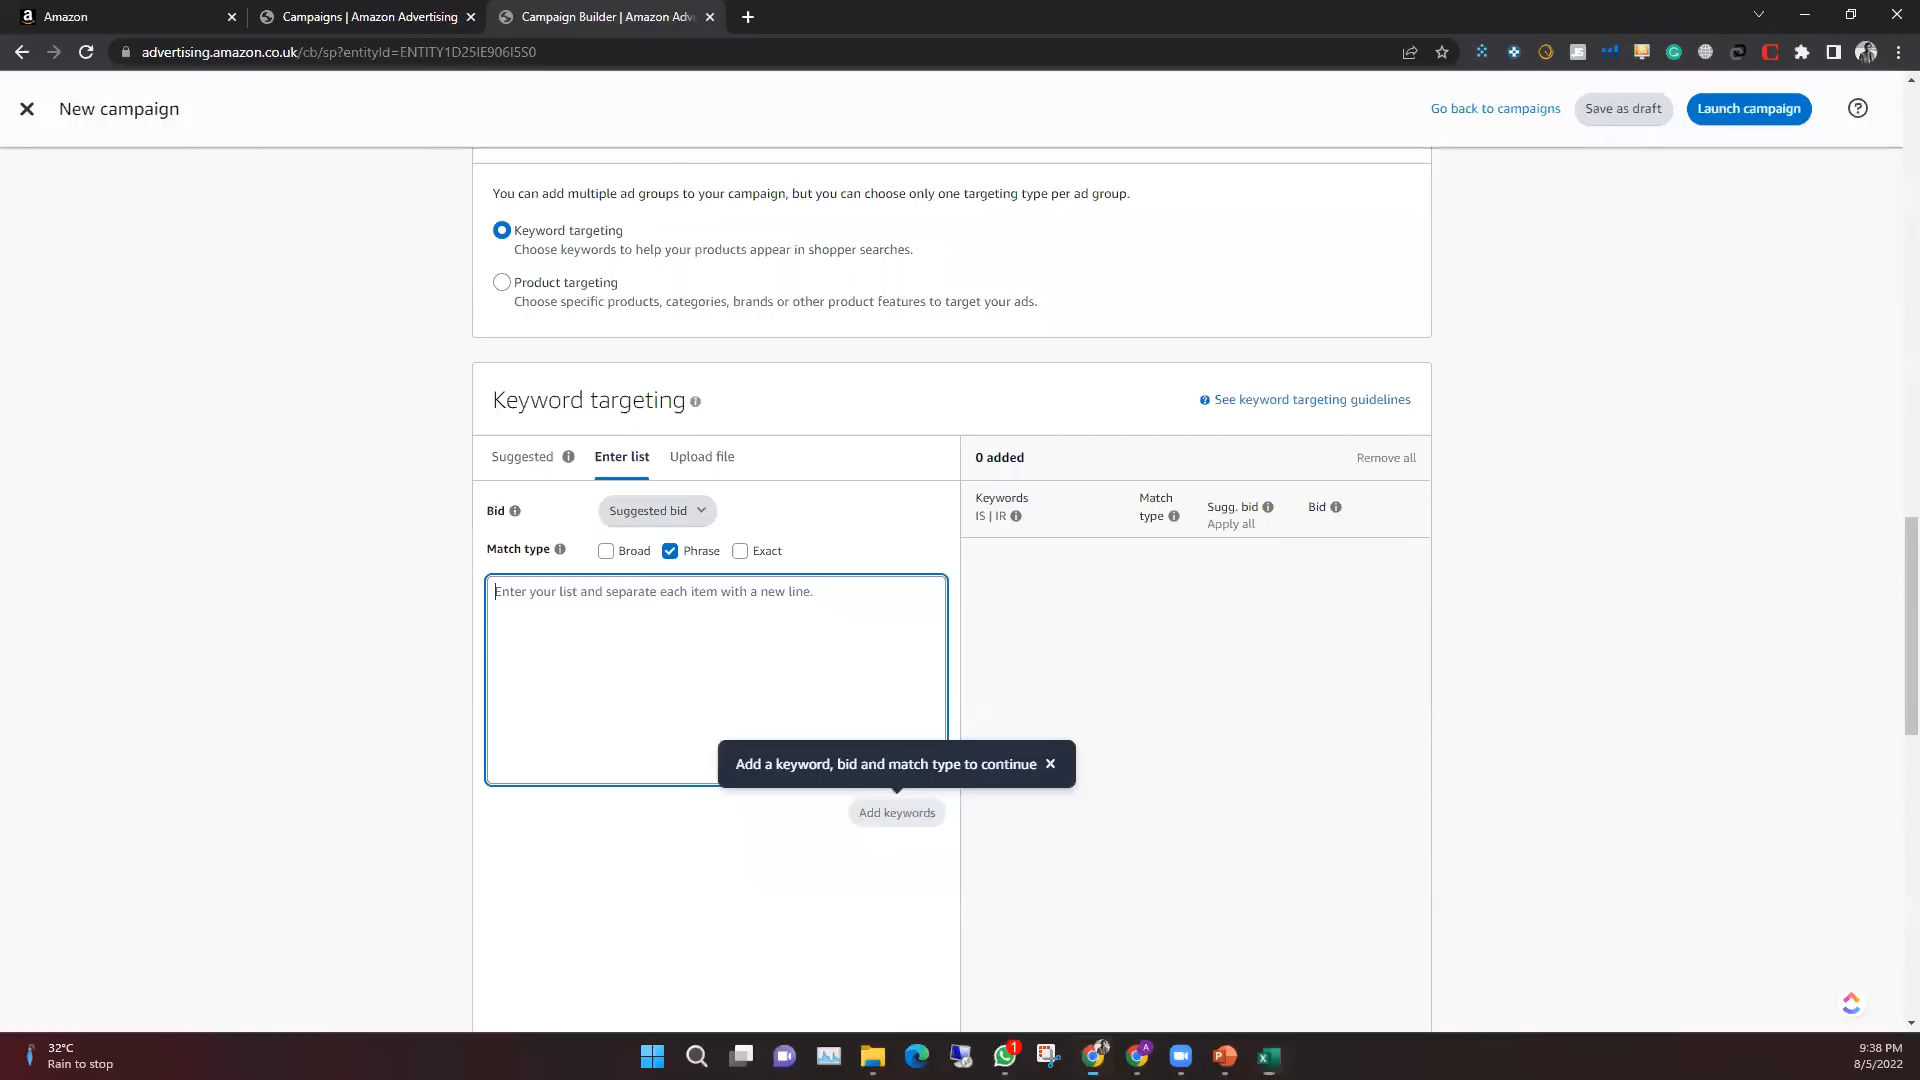 Amazon
Campaigns | Amazon Advertising
Campaign Builder | Amazon Adv
advertising.amazon.co.uk/cb/sp?entityId=ENTITY1D25IE906I5S0
New campaign
Go back to campaigns
Save as draft
Launch campaign
You can add multiple ad groups to your campaign, but you can choose only one targeting type per ad group.
Keyword targeting
Choose keywords to help your products appear in shopper searches.
Product targeting
Choose specific products, categories, brands or other product features to target your ads.
Keyword targeting
See keyword targeting guidelines
Suggested
Enter list
Upload file
0 added
Remove all
Bid
Suggested bid
Keywords
IS | IR
Match
type
Sugg. bid
Apply all
Bid
Match type
Broad
Phrase
Exact
Enter your list and separate each item with a new line.
Add a keyword, bid and match type to continue
Add keywords
32°C
Rain to stop
1
A
9:38 PM
8/5/2022